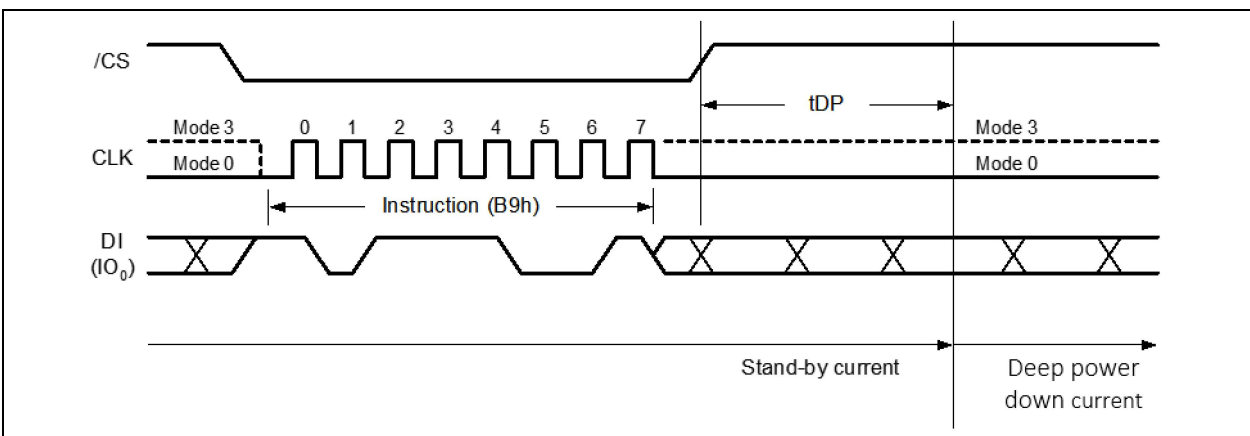 /CS
tDP
Mode 3 0 1 2 3 4 5 6 7 Mode 3
CLK
Mode 0 Mode 0
Instruction (B9h)
DI
(IO0)
Stand-by current Deep power
down current